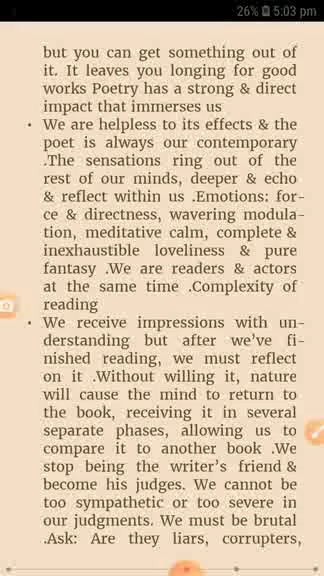 26% 5:03 pm
but you can get something out of
it. It leaves you longing for good
works Poetry has a strong & direct
impact that immerses us
• We are helpless to its effects & the
poet is always our contemporary
.The sensations ring out of the
rest of our minds, deeper & echo
& reflect within us .Emotions: for-
ce & directness, wavering modula-
tion, meditative calm, complete &
inexhaustible loveliness & pure
fantasy .We are readers & actors
at the same time .Complexity of
reading
• We receive impressions with un-
derstanding but after we've fi-
nished reading, we must reflect
on it .Without willing it, nature
will cause the mind to return to
the book, receiving it in several
separate phases, allowing us to
compare it to another book .We
stop being the writer's friend &
become his judges. We cannot be
too sympathetic or too severe in
our judgments. We must be brutal
.Ask: Are they liars, corrupters,